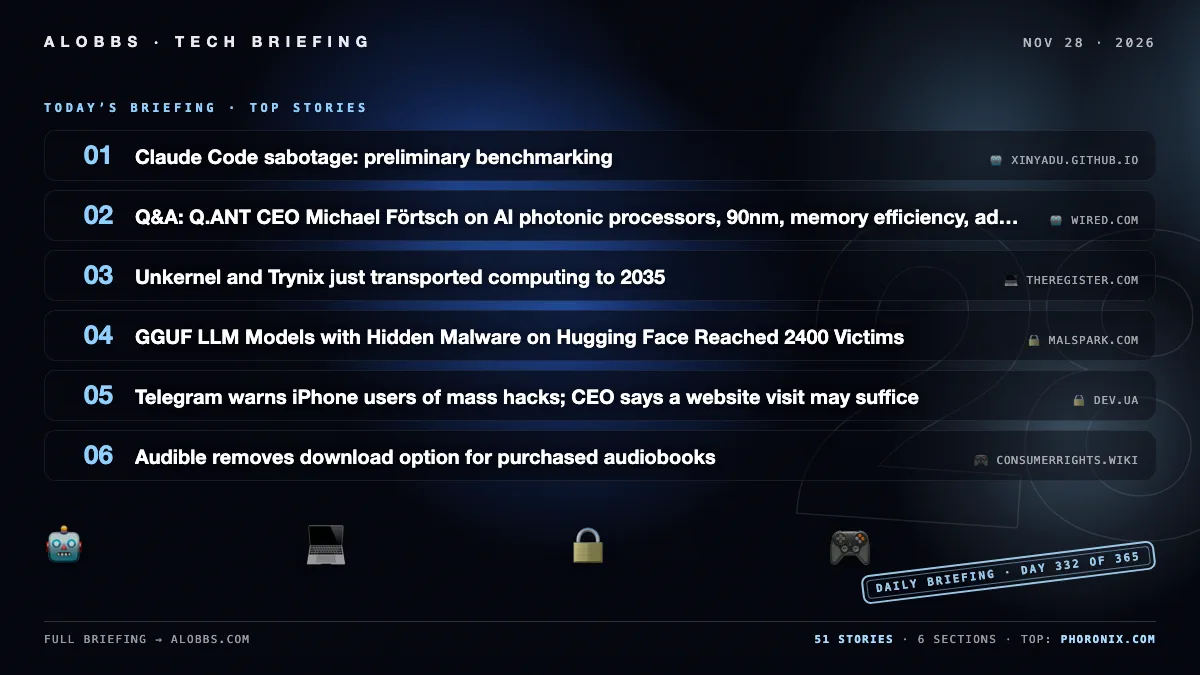 ALOBBS · TECH BRIEFING
NOV 28 · 2026
TODAY'S BRIEFING · TOP STORIES
01 Claude Code sabotage: preliminary benchmarking XINYADU.GITHUB.IO
02 Q&A: Q.ANT CEO Michael Förtsch on AI photonic processors, 90nm, memory efficiency, ad… WIRED.COM
03 Unkernel and Trynix just transported computing to 2035 THEREGISTER.COM
04 GGUF LLM Models with Hidden Malware on Hugging Face Reached 2400 Victims MALSPARK.COM
05 Telegram warns iPhone users of mass hacks; CEO says a website visit may suffice DEV.UA
06 Audible removes download option for purchased audiobooks CONSUMERRIGHTS.WIKI
28
DAILY BRIEFING · DAY 332 OF 365
FULL BRIEFING → ALOBBS.COM
51 STORIES · 6 SECTIONS · TOP: PHORONIX.COM